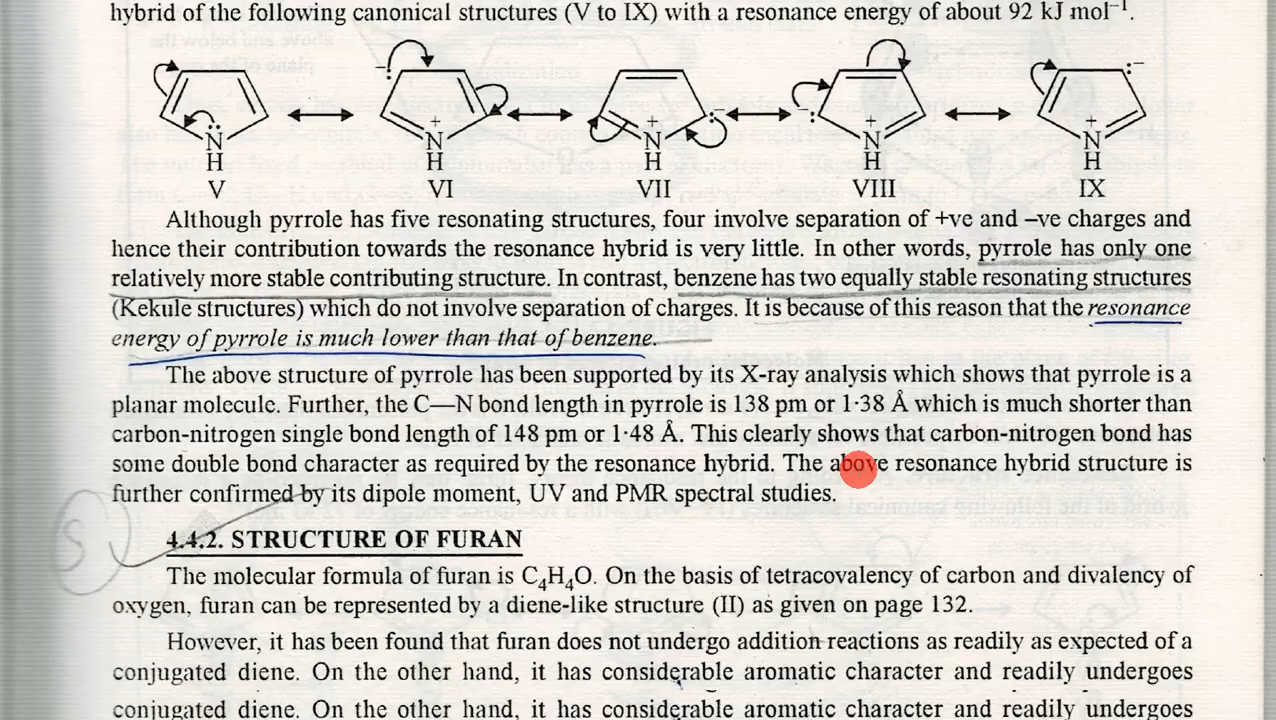 hybrid of the following canonical structures (V to IX) with a resonance energy of about 92 kJ mol⁻¹.
N + N + N + N + N
H H H H H
V VI VII VIII IX
Although pyrrole has five resonating structures, four involve separation of +ve and –ve charges and
hence their contribution towards the resonance hybrid is very little. In other words, pyrrole has only one
relatively more stable contributing structure. In contrast, benzene has two equally stable resonating structures
(Kekule structures) which do not involve separation of charges. It is because of this reason that the resonance
energy of pyrrole is much lower than that of benzene.
The above structure of pyrrole has been supported by its X-ray analysis which shows that pyrrole is a
planar molecule. Further, the C—N bond length in pyrrole is 138 pm or 1·38 Å which is much shorter than
carbon-nitrogen single bond length of 148 pm or 1·48 Å. This clearly shows that carbon-nitrogen bond has
some double bond character as required by the resonance hybrid. The above resonance hybrid structure is
further confirmed by its dipole moment, UV and PMR spectral studies.
4.4.2. STRUCTURE OF FURAN
The molecular formula of furan is C₄H₄O. On the basis of tetracovalency of carbon and divalency of
oxygen, furan can be represented by a diene-like structure (II) as given on page 132.
However, it has been found that furan does not undergo addition reactions as readily as expected of a
conjugated diene. On the other hand, it has considerable aromatic character and readily undergoes
conjugated diene. On the other hand, it has considerable aromatic character and readily undergoes